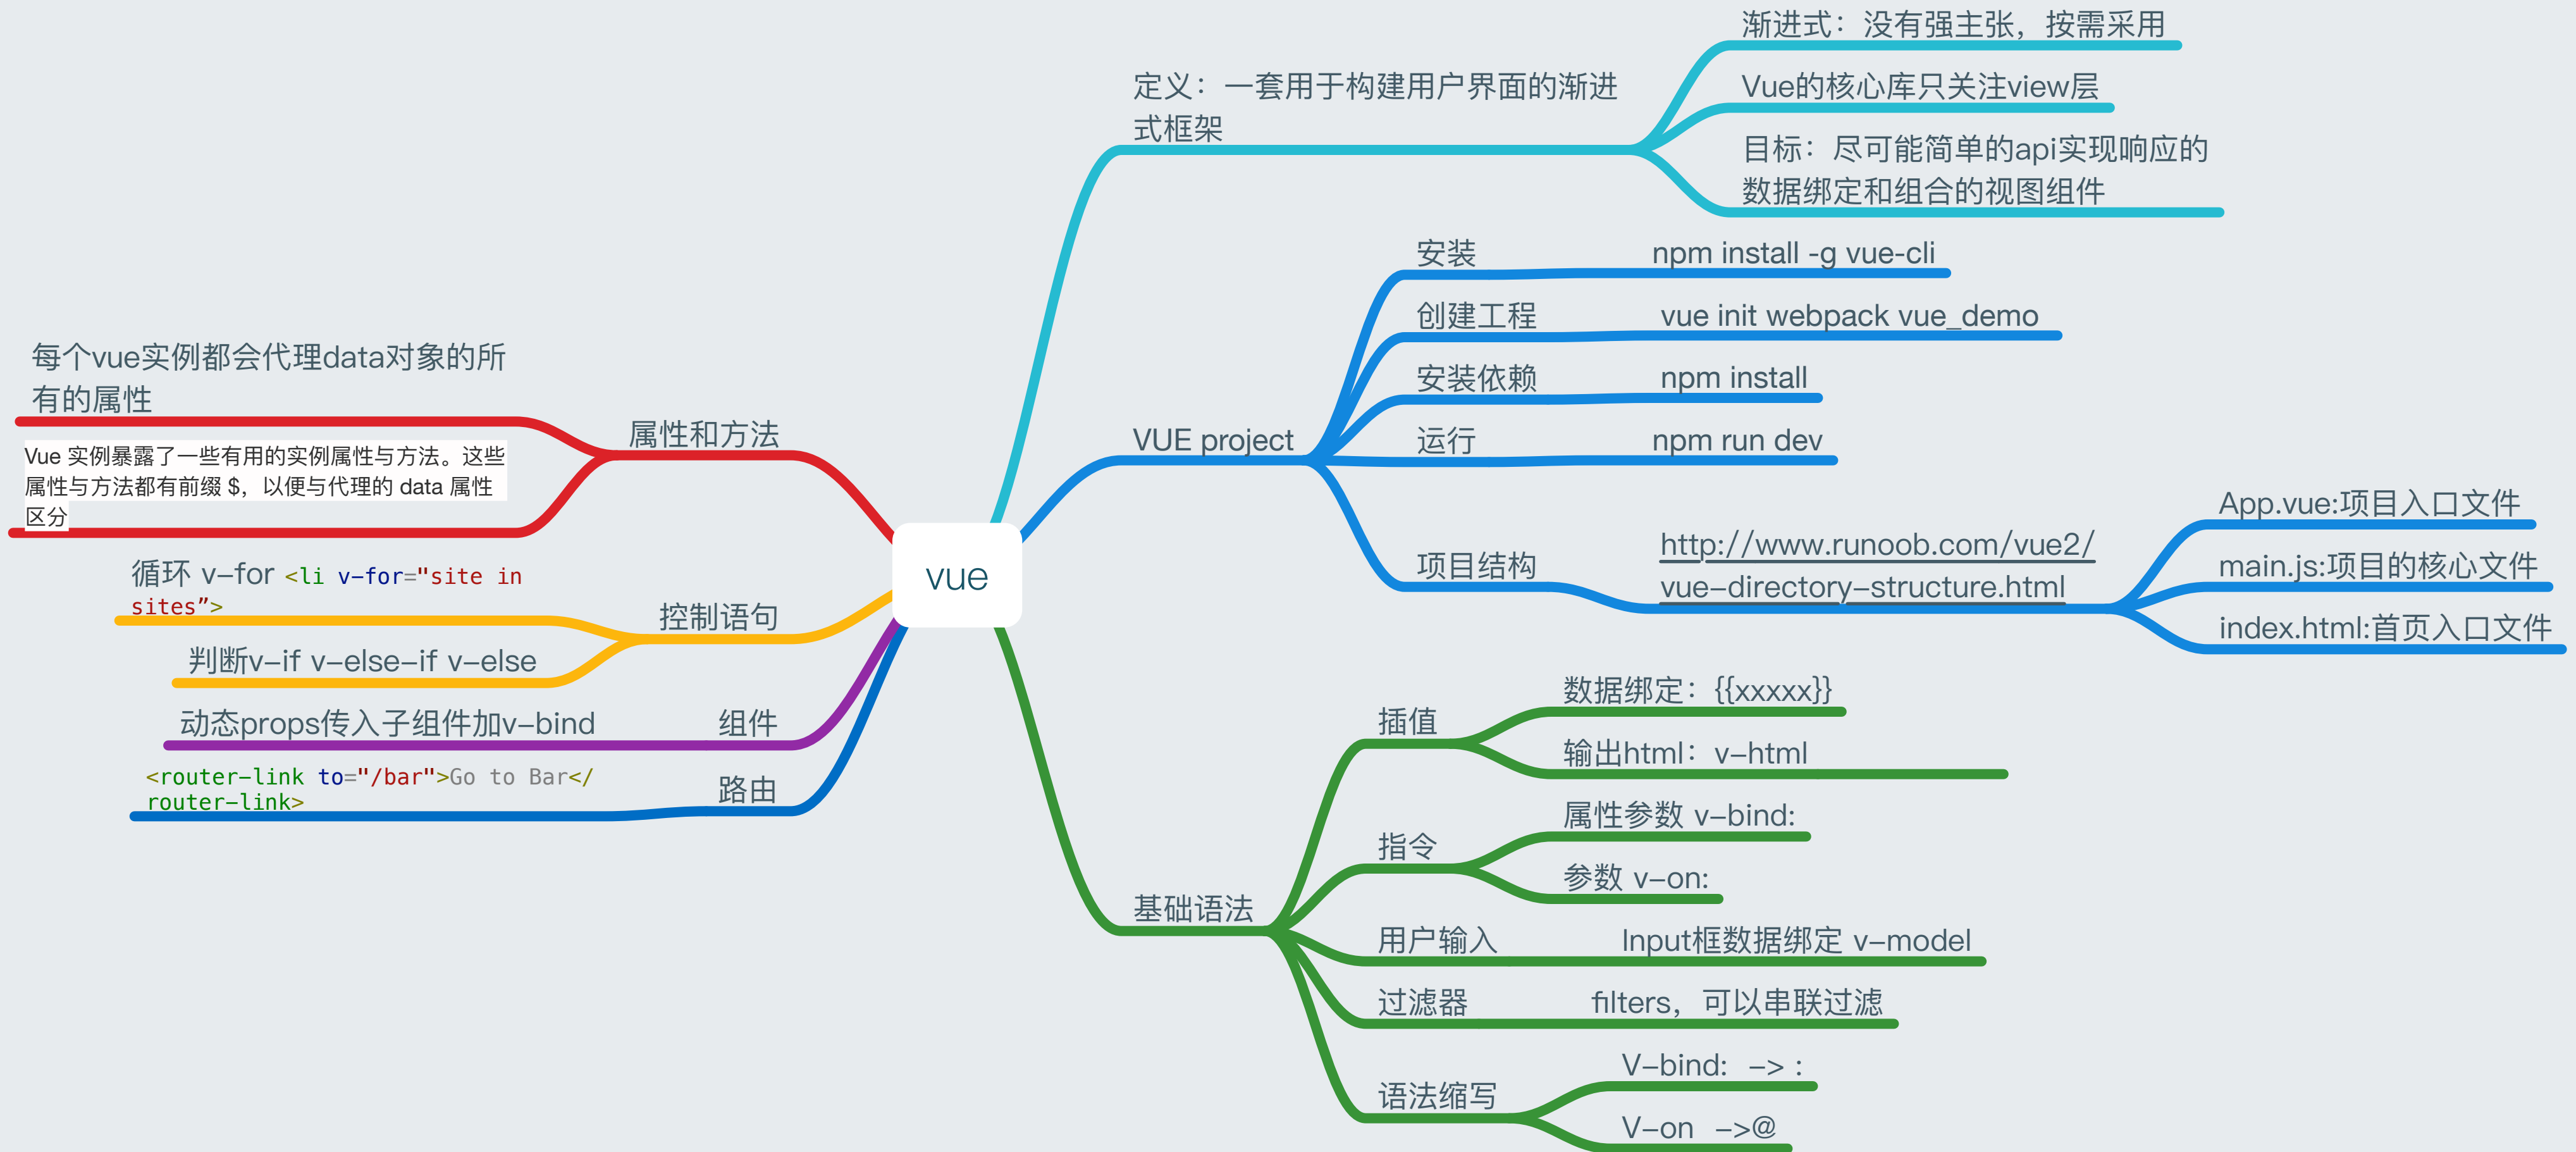 vue
定义：一套用于构建用户界面的渐进
式框架
渐进式：没有强主张，按需采用
Vue的核心库只关注view层
目标：尽可能简单的api实现响应的
数据绑定和组合的视图组件
VUE project
安装
npm install -g vue-cli
创建工程
vue init webpack vue_demo
安装依赖
npm install
运行
npm run dev
项目结构
http://www.runoob.com/vue2/
vue-directory-structure.html
App.vue:项目入口文件
main.js:项目的核心文件
index.html:首页入口文件
基础语法
插值
数据绑定：{{xxxxx}}
输出html：v-html
指令
属性参数 v-bind:
参数 v-on:
用户输入
Input框数据绑定 v-model
过滤器
filters，可以串联过滤
语法缩写
V-bind:  -> :
V-on  ->@
属性和方法
每个vue实例都会代理data对象的所
有的属性
Vue 实例暴露了一些有用的实例属性与方法。这些
属性与方法都有前缀 $，以便与代理的 data 属性
区分
控制语句
循环 v-for <li v-for="site in
sites”>
判断v-if v-else-if v-else
组件
动态props传入子组件加v-bind
路由
<router-link to="/bar">Go to Bar</
router-link>